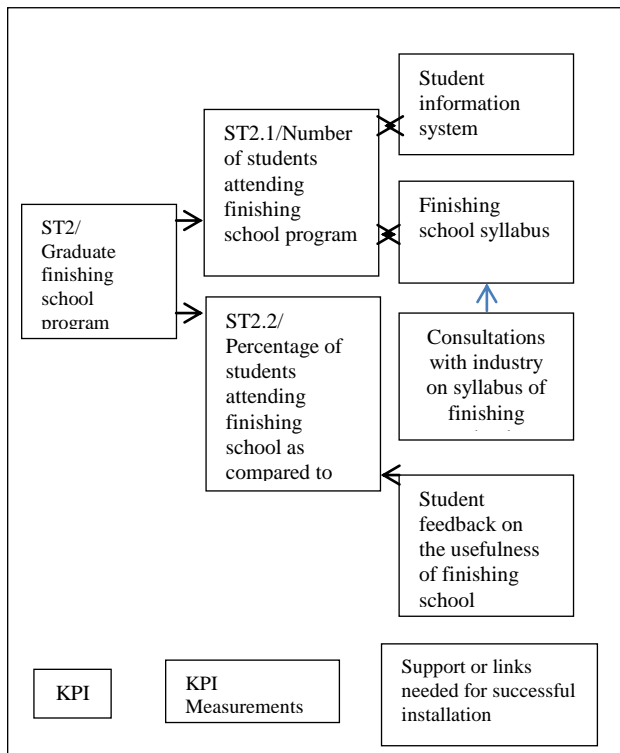 ST2/
Graduate
finishing
school
program
ST2.1/Number
of students
attending
finishing
school program
ST2.2/
Percentage of
students
attending
finishing
school as
compared to
Student
information
system
Finishing
school syllabus
Consultations
with industry
on syllabus of
finishing
Student
feedback on
the usefulness
of finishing
school
KPI
KPI
Measurements
Support or links
needed for successful
installation